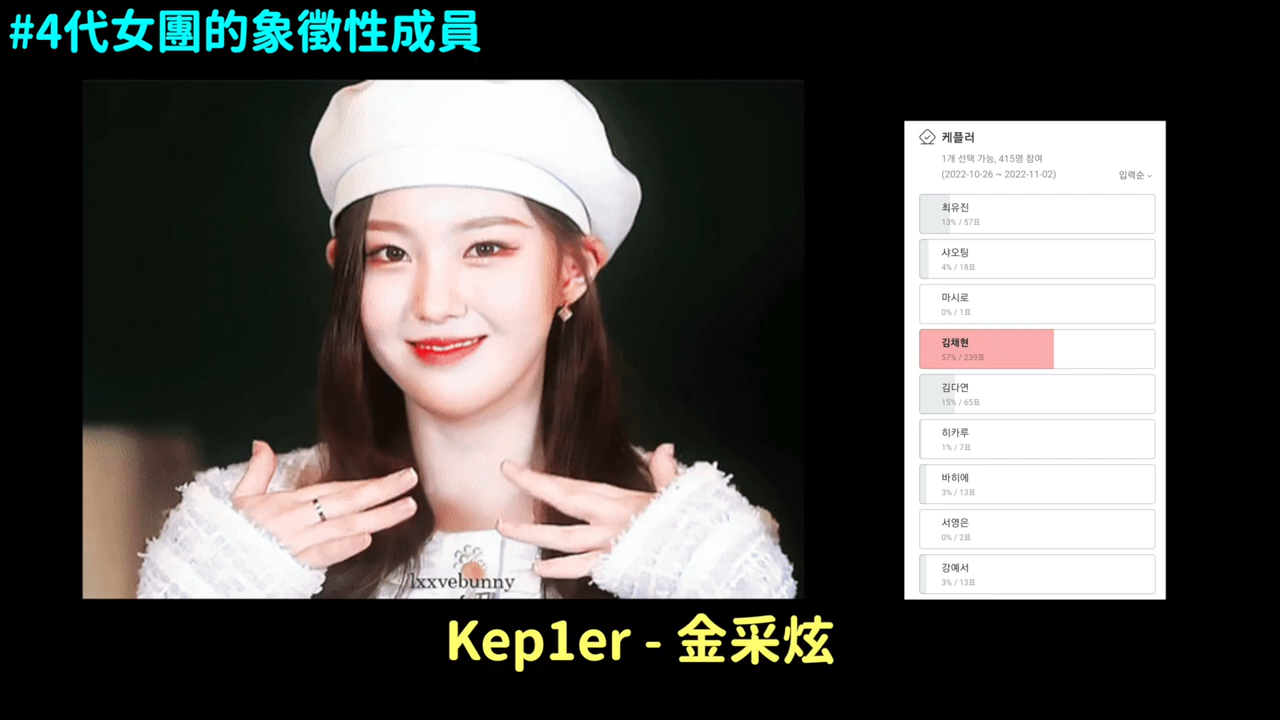 #4代女團的象徵性成員
케플러
1개 선택 가능, 415명 참여
(2022-10-26 ~ 2022-11-02)
입력순
최유진
13% / 57표
샤오팅
4% / 18표
마시로
0% / 1표
김채현
57% / 239표
김다연
15% / 65표
히카루
1% / 7표
바히에
3% / 13표
서영은
0% / 2표
강예서
3% / 13표
lxxvebunny
Kep1er - 金采炫